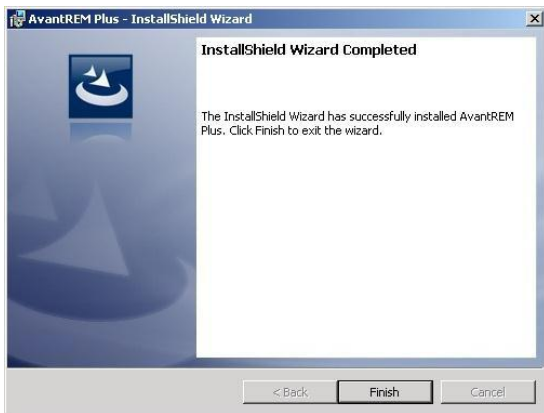 AvantREM Plus - InstallShield Wizard
InstallShield Wizard Completed
The InstallShield Wizard has successfully installed AvantREM
Plus. Click Finish to exit the wizard.
< Back
Finish
Cancel